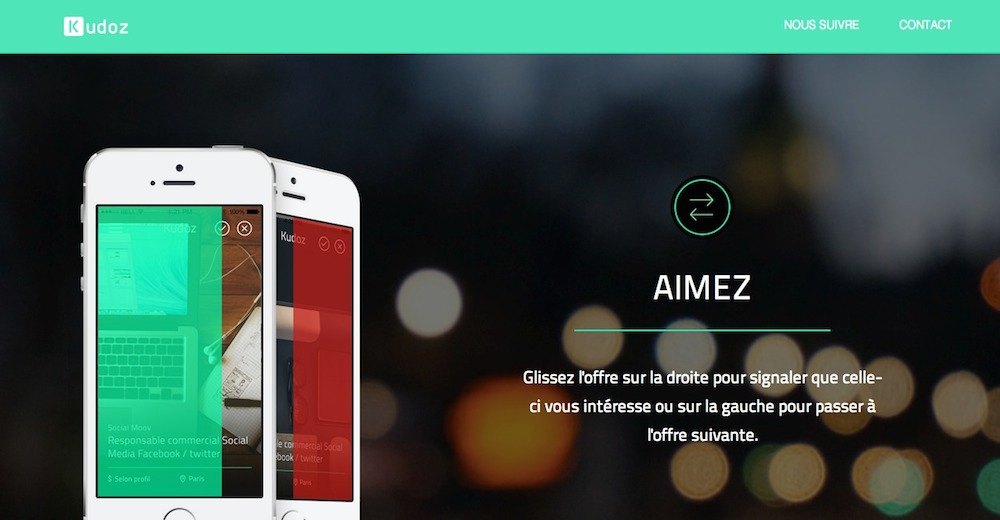 Kudoz
NOUS SUIVRE
CONTACT
AIMEZ
Glissez l'offre sur la droite pour signaler que celle-
ci vous intéresse ou sur la gauche pour passer à
l'offre suivante.
100%
Kudoz
Social Moov
Responsable commercial Social
Media Facebook / twitter
$ Selon profil
Paris
Kudoz
le commercial Social
ebook / twitter
Paris